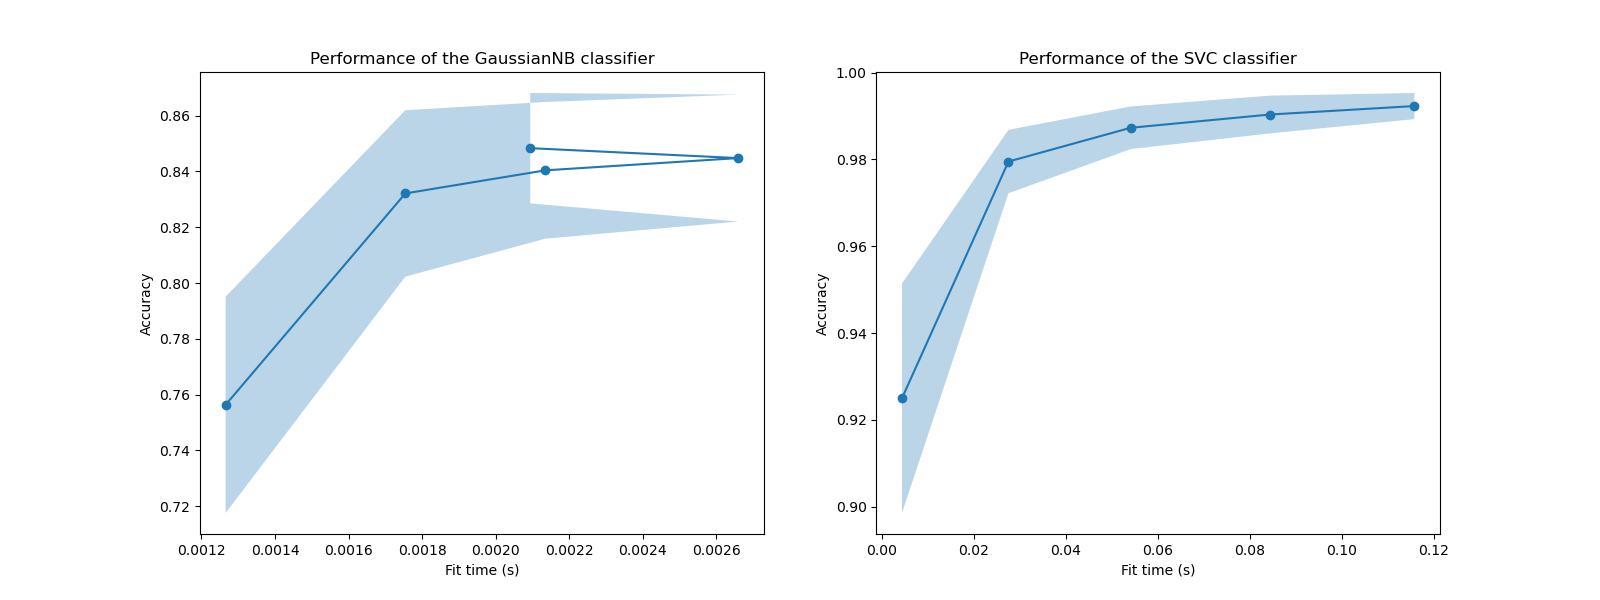 Performance of the GaussianNB classifier
Accuracy
0.86
0.84
0.82
0.80
0.78
0.76
0.74
0.72
0.0012 0.0014 0.0016 0.0018 0.0020 0.0022 0.0024 0.0026
Fit time (s)
Performance of the SVC classifier
Accuracy
1.00
0.98
0.96
0.94
0.92
0.90
0.00 0.02 0.04 0.06 0.08 0.10 0.12
Fit time (s)